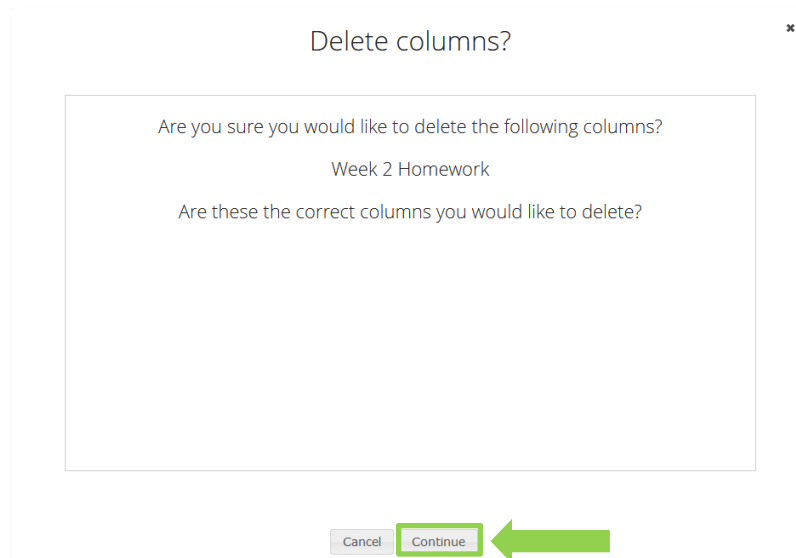 Delete columns?
Are you sure you would like to delete the following columns?
Week 2 Homework
Are these the correct columns you would like to delete?
Cancel Continue